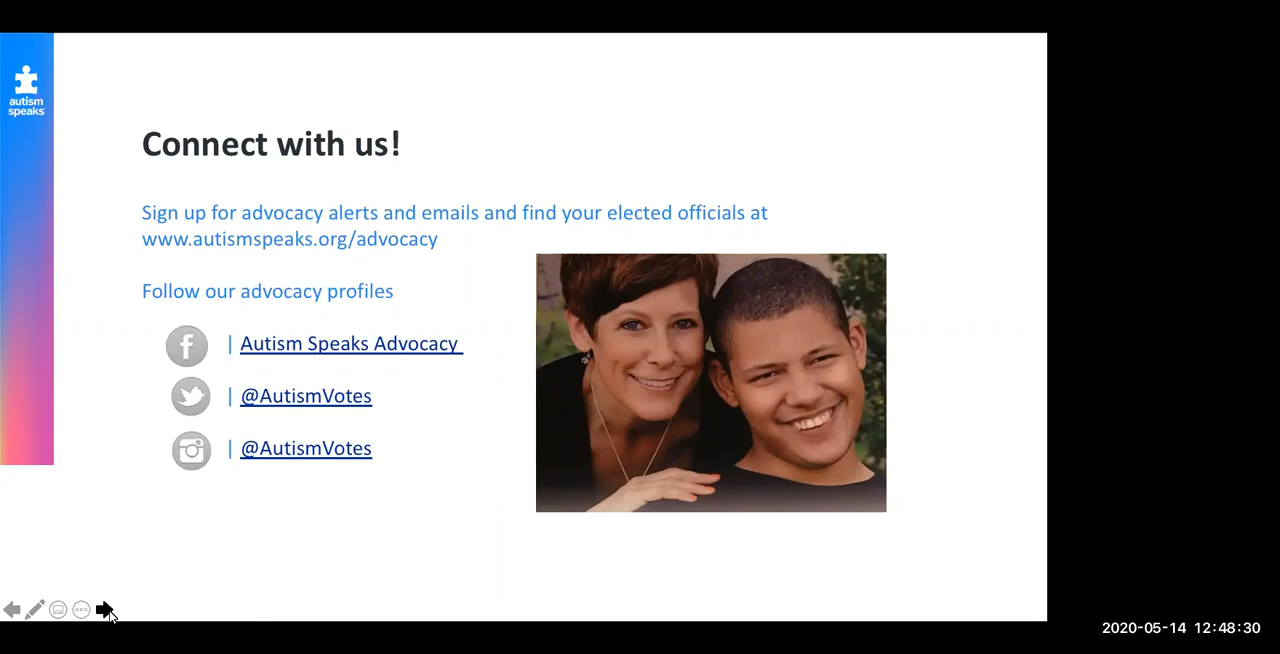 autism
speaks
Connect with us!
Sign up for advocacy alerts and emails and find your elected officials at
www.autismspeaks.org/advocacy
Follow our advocacy profiles
| Autism Speaks Advocacy
| @AutismVotes
| @AutismVotes
2020-05-14 12:48:30